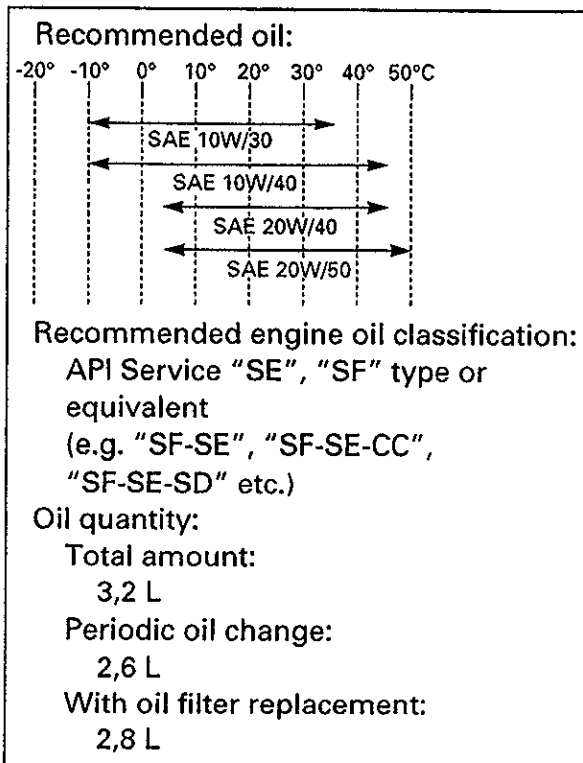 Recommended oil:
-20° -10° 0° 10° 20° 30° 40° 50°C
SAE 10W/30
SAE 10W/40
SAE 20W/40
SAE 20W/50
Recommended engine oil classification:
API Service "SE", "SF" type or
equivalent
(e.g. "SF-SE", "SF-SE-CC",
"SF-SE-SD" etc.)
Oil quantity:
Total amount:
3,2 L
Periodic oil change:
2,6 L
With oil filter replacement:
2,8 L